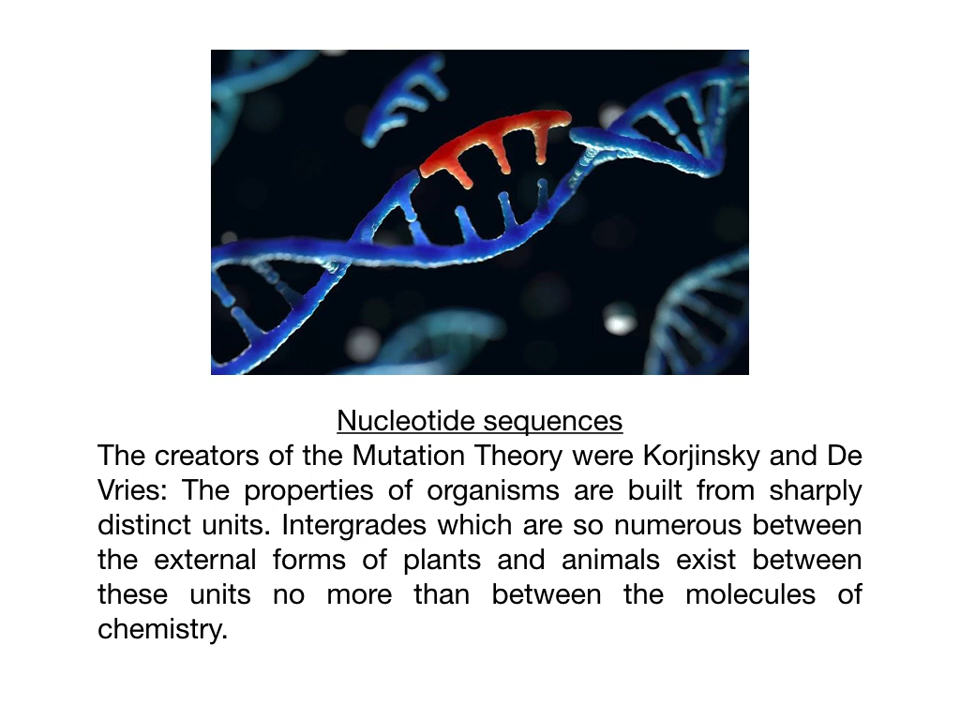 Nucleotide sequences
The creators of the Mutation Theory were Korjinsky and De
Vries: The properties of organisms are built from sharply
distinct units. Intergrades which are so numerous between
the external forms of plants and animals exist between
these units no more than between the molecules of
chemistry.